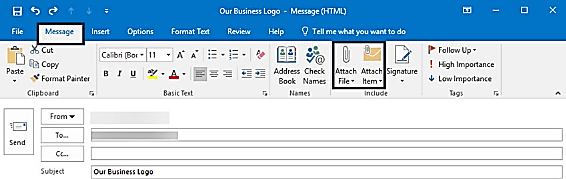 Our Business Logo - Message (HTML)
File Message Insert Options Format Text Review Help Tell me what you want to do
Paste Cut Copy Format Painter
Calibri (Bo 11 A A
B I U A
Address Book Check Names
Attach File Attach Item Signature
Follow Up High Importance Low Importance
Clipboard Basic Text Names Include Tags
Send
From
To...
Cc...
Subject Our Business Logo